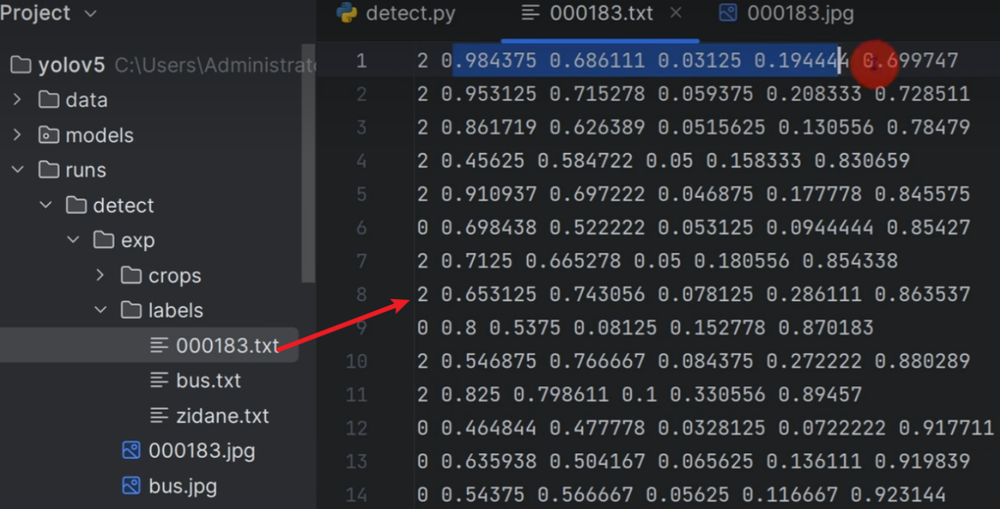 Project
detect.py
000183.txt
000183.jpg
yolov5 C:\Users\Administrat
data
models
runs
detect
exp
crops
labels
000183.txt
bus.txt
zidane.txt
000183.jpg
bus.jpg
1 2 0.984375 0.686111 0.03125 0.194444 0.699747
2 2 0.953125 0.715278 0.059375 0.208333 0.728511
3 2 0.861719 0.626389 0.0515625 0.130556 0.78479
4 2 0.45625 0.584722 0.05 0.158333 0.830659
5 2 0.910937 0.697222 0.046875 0.177778 0.845575
6 0 0.698438 0.522222 0.053125 0.0944444 0.85427
7 2 0.7125 0.665278 0.05 0.180556 0.854338
8 2 0.653125 0.743056 0.078125 0.286111 0.863537
9 0 0.8 0.5375 0.08125 0.152778 0.870183
10 2 0.546875 0.766667 0.084375 0.272222 0.880289
11 2 0.825 0.798611 0.1 0.330556 0.89457
12 0 0.464844 0.477778 0.0328125 0.0722222 0.917711
13 0 0.635938 0.504167 0.065625 0.136111 0.919839
14 0 0.54375 0.566667 0.05625 0.116667 0.923144